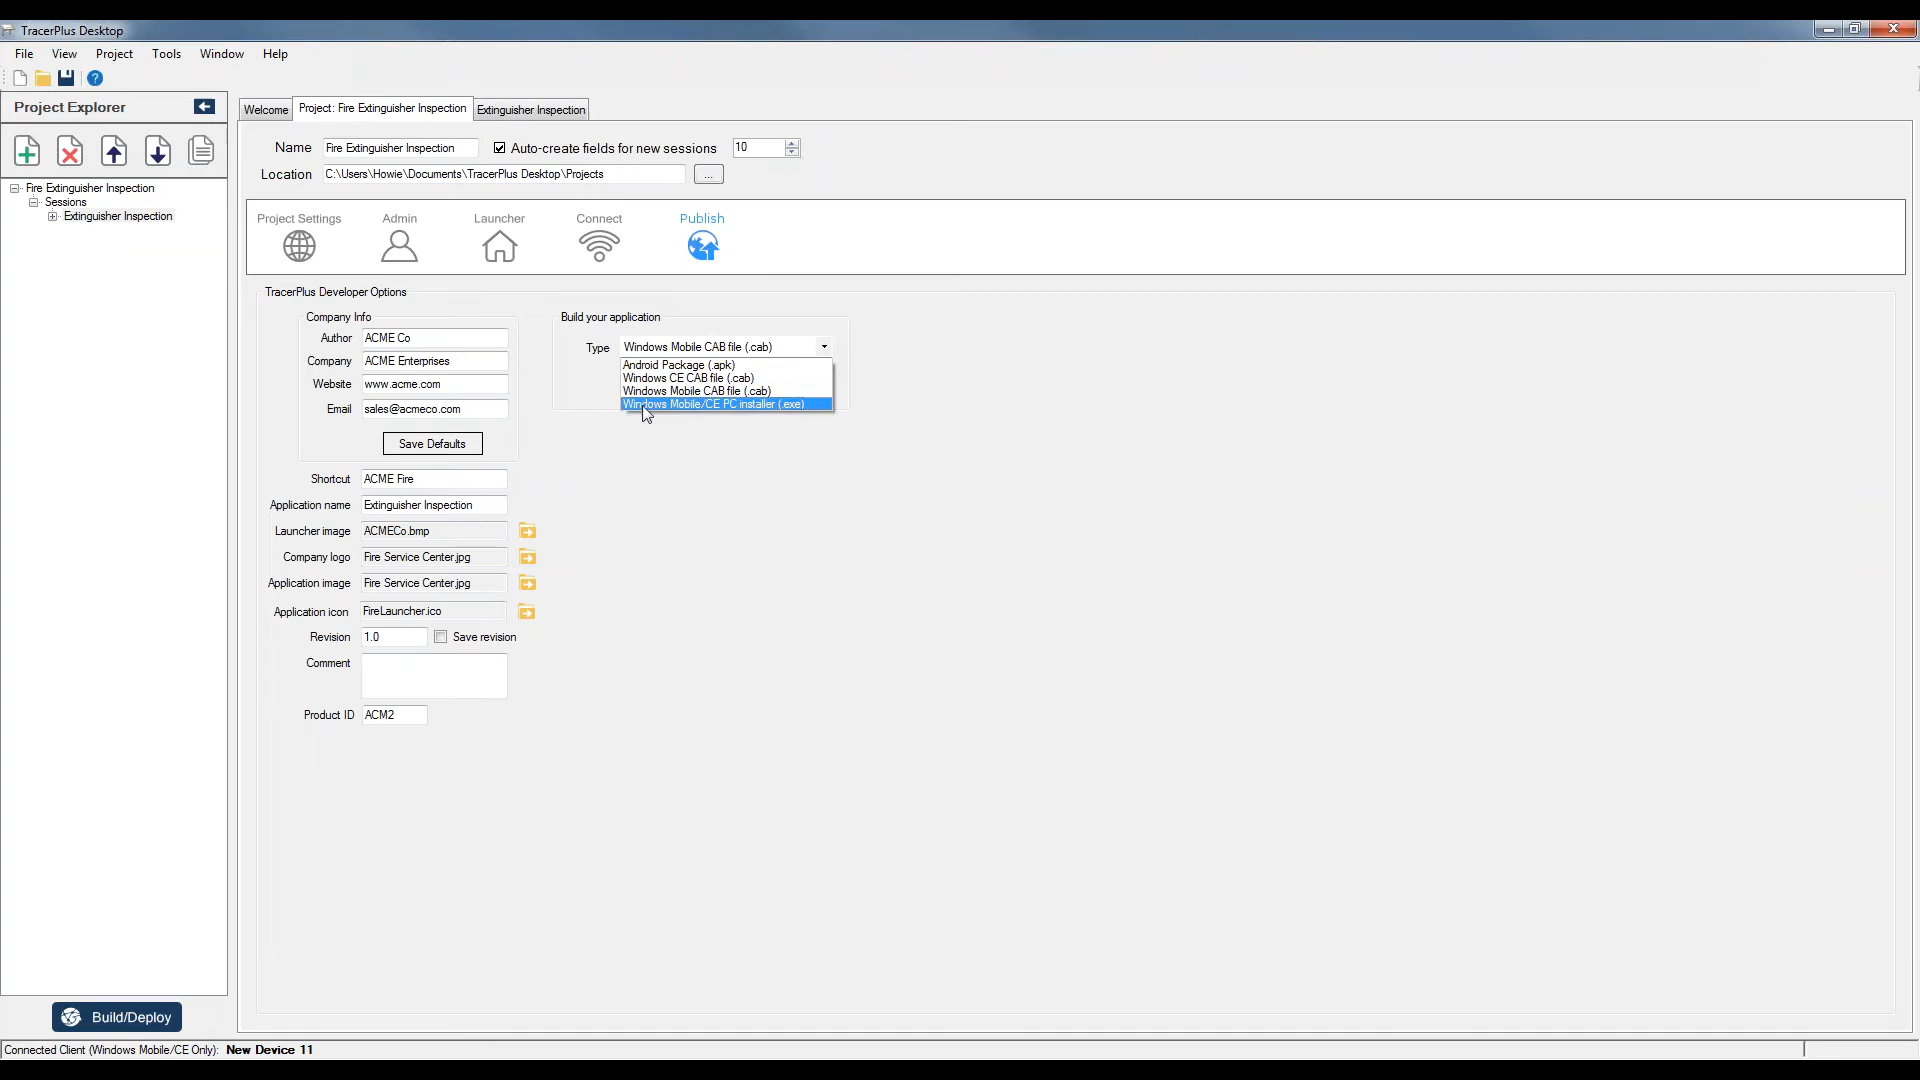 TracerPlus Desktop
File View Project Tools Window Help
Project Explorer
Welcome Project: Fire Extinguisher Inspection Extinguisher Inspection
Name Fire Extinguisher Inspection Auto-create fields for new sessions 10
Location C:\Users\Howie\Documents\TracerPlus Desktop\Projects ...
Fire Extinguisher Inspection
Sessions
Extinguisher Inspection
Project Settings Admin Launcher Connect Publish
TracerPlus Developer Options
Company Info
Author ACME Co
Company ACME Enterprises
Website www.acme.com
Email sales@acmeco.com
Save Defaults
Build your application
Type Windows Mobile CAB file (.cab)
Android Package (.apk)
Windows CE CAB file (.cab)
Windows Mobile CAB file (.cab)
Windows Mobile/CE PC installer (.exe)
Shortcut ACME Fire
Application name Extinguisher Inspection
Launcher image ACMECo.bmp
Company logo Fire Service Center.jpg
Application image Fire Service Center.jpg
Application icon FireLauncher.ico
Revision 1.0 Save revision
Comment
Product ID ACM2
Build/Deploy
Connected Client (Windows Mobile/CE Only): New Device 11